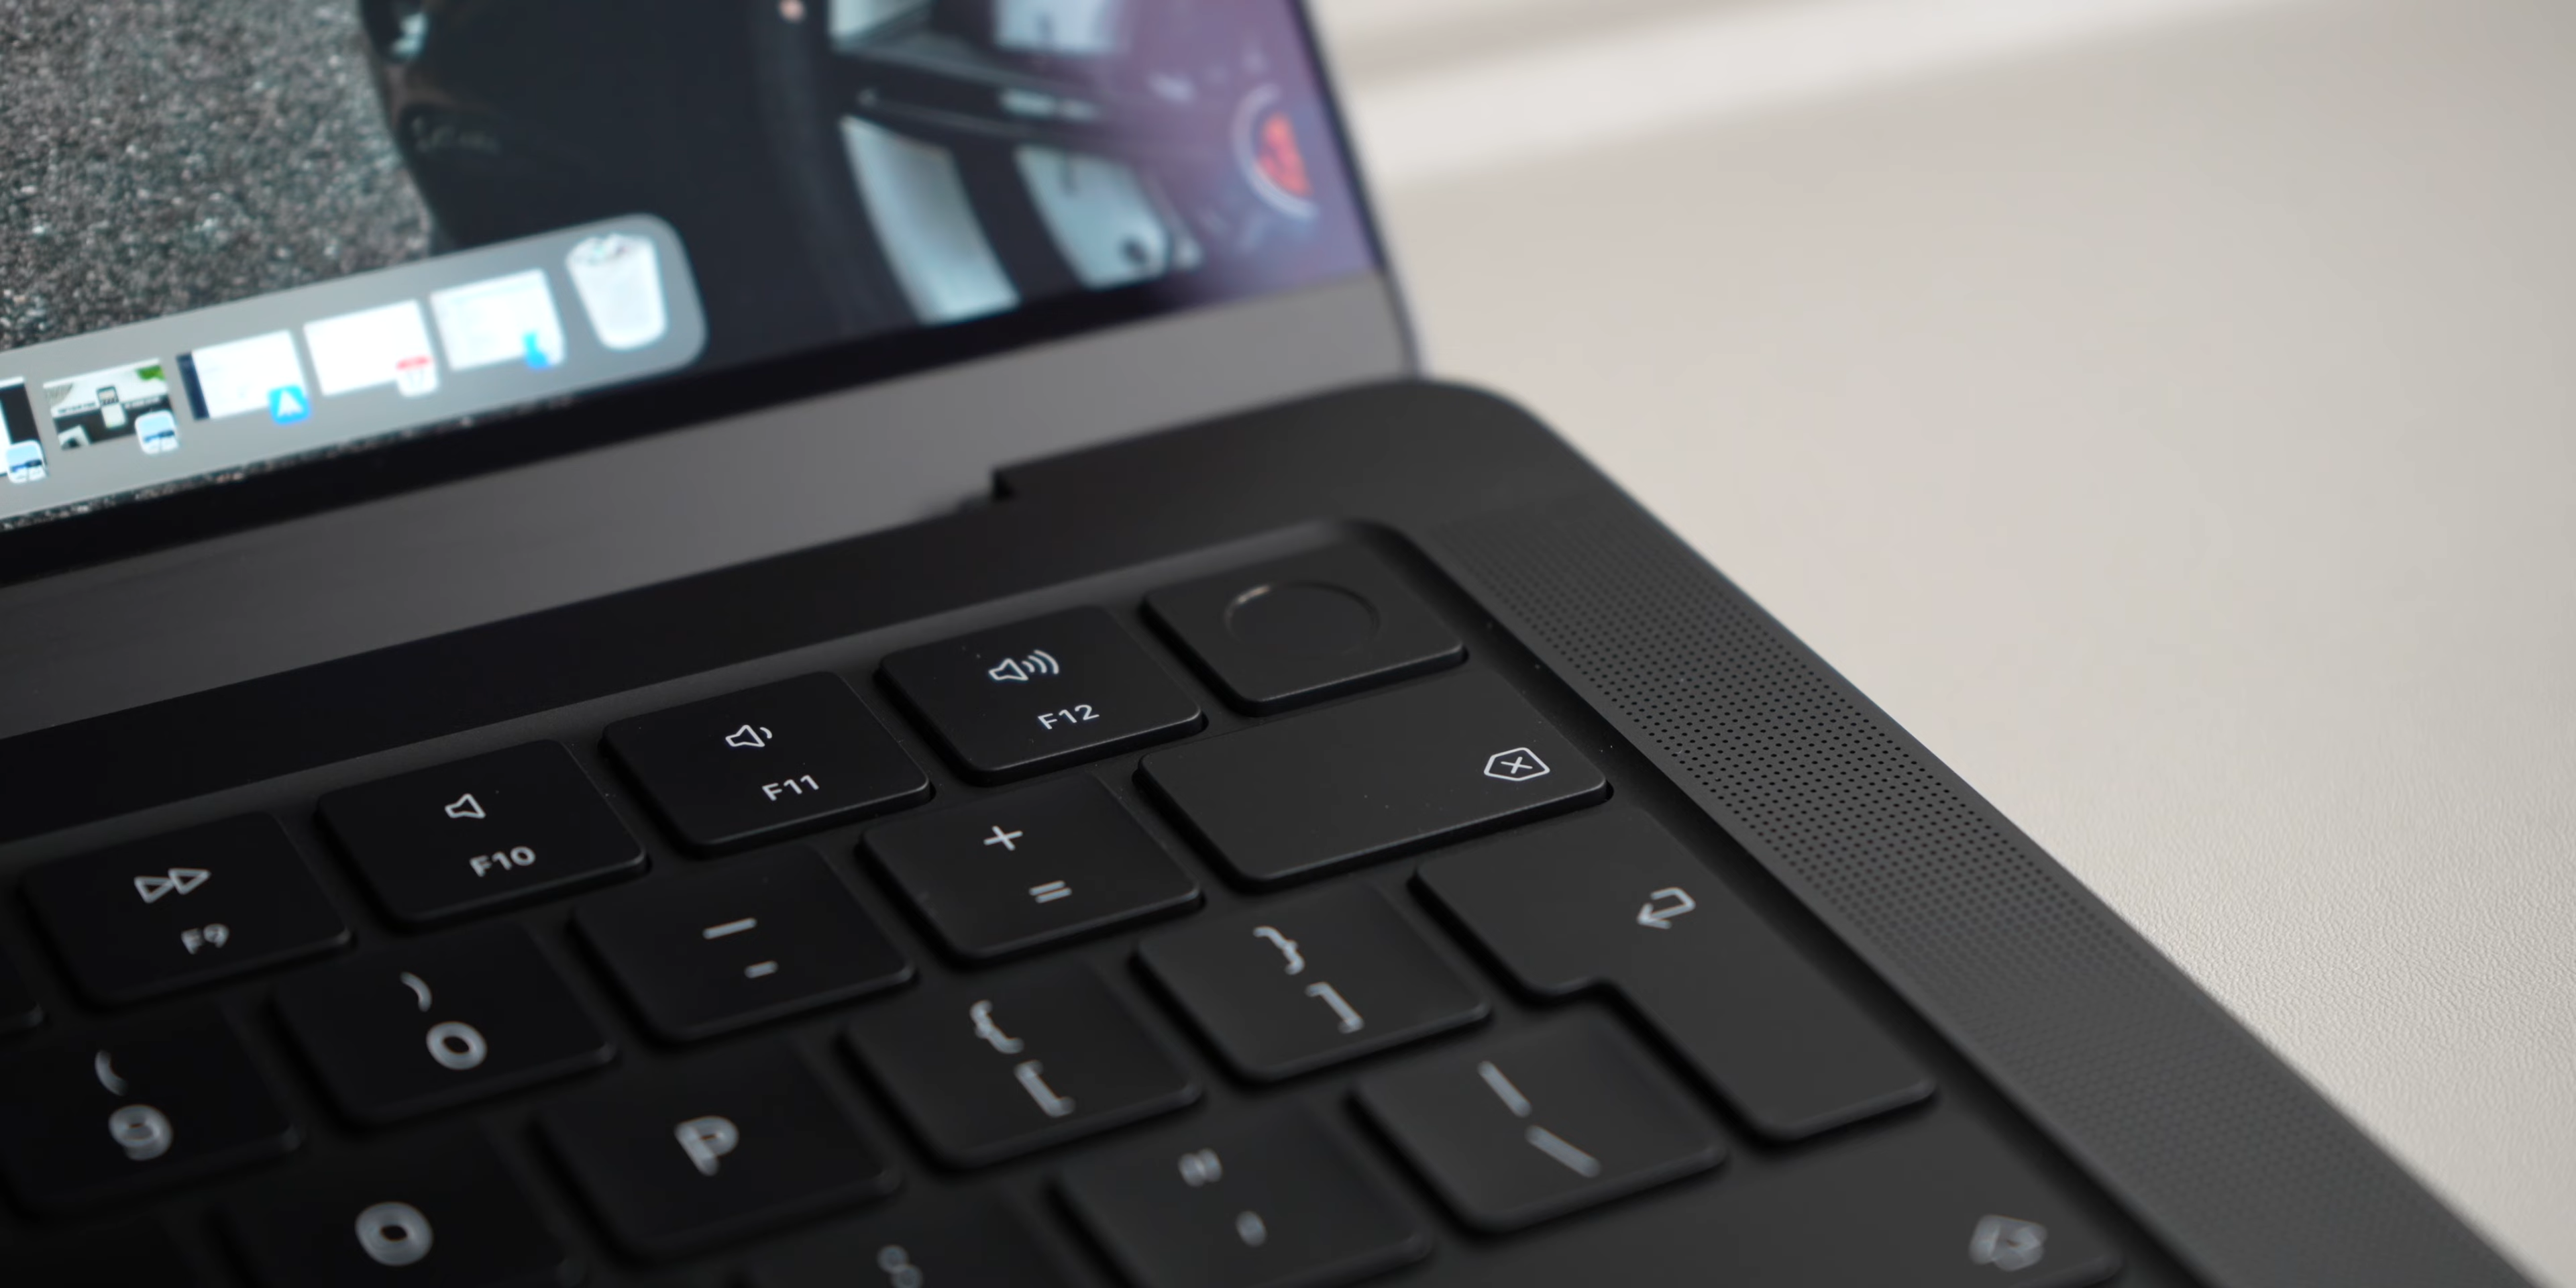 F12
F11
F10
F9
+
=
—
-
)
0
(
9
}
]
{
[
P
O
|
\
"
'
: